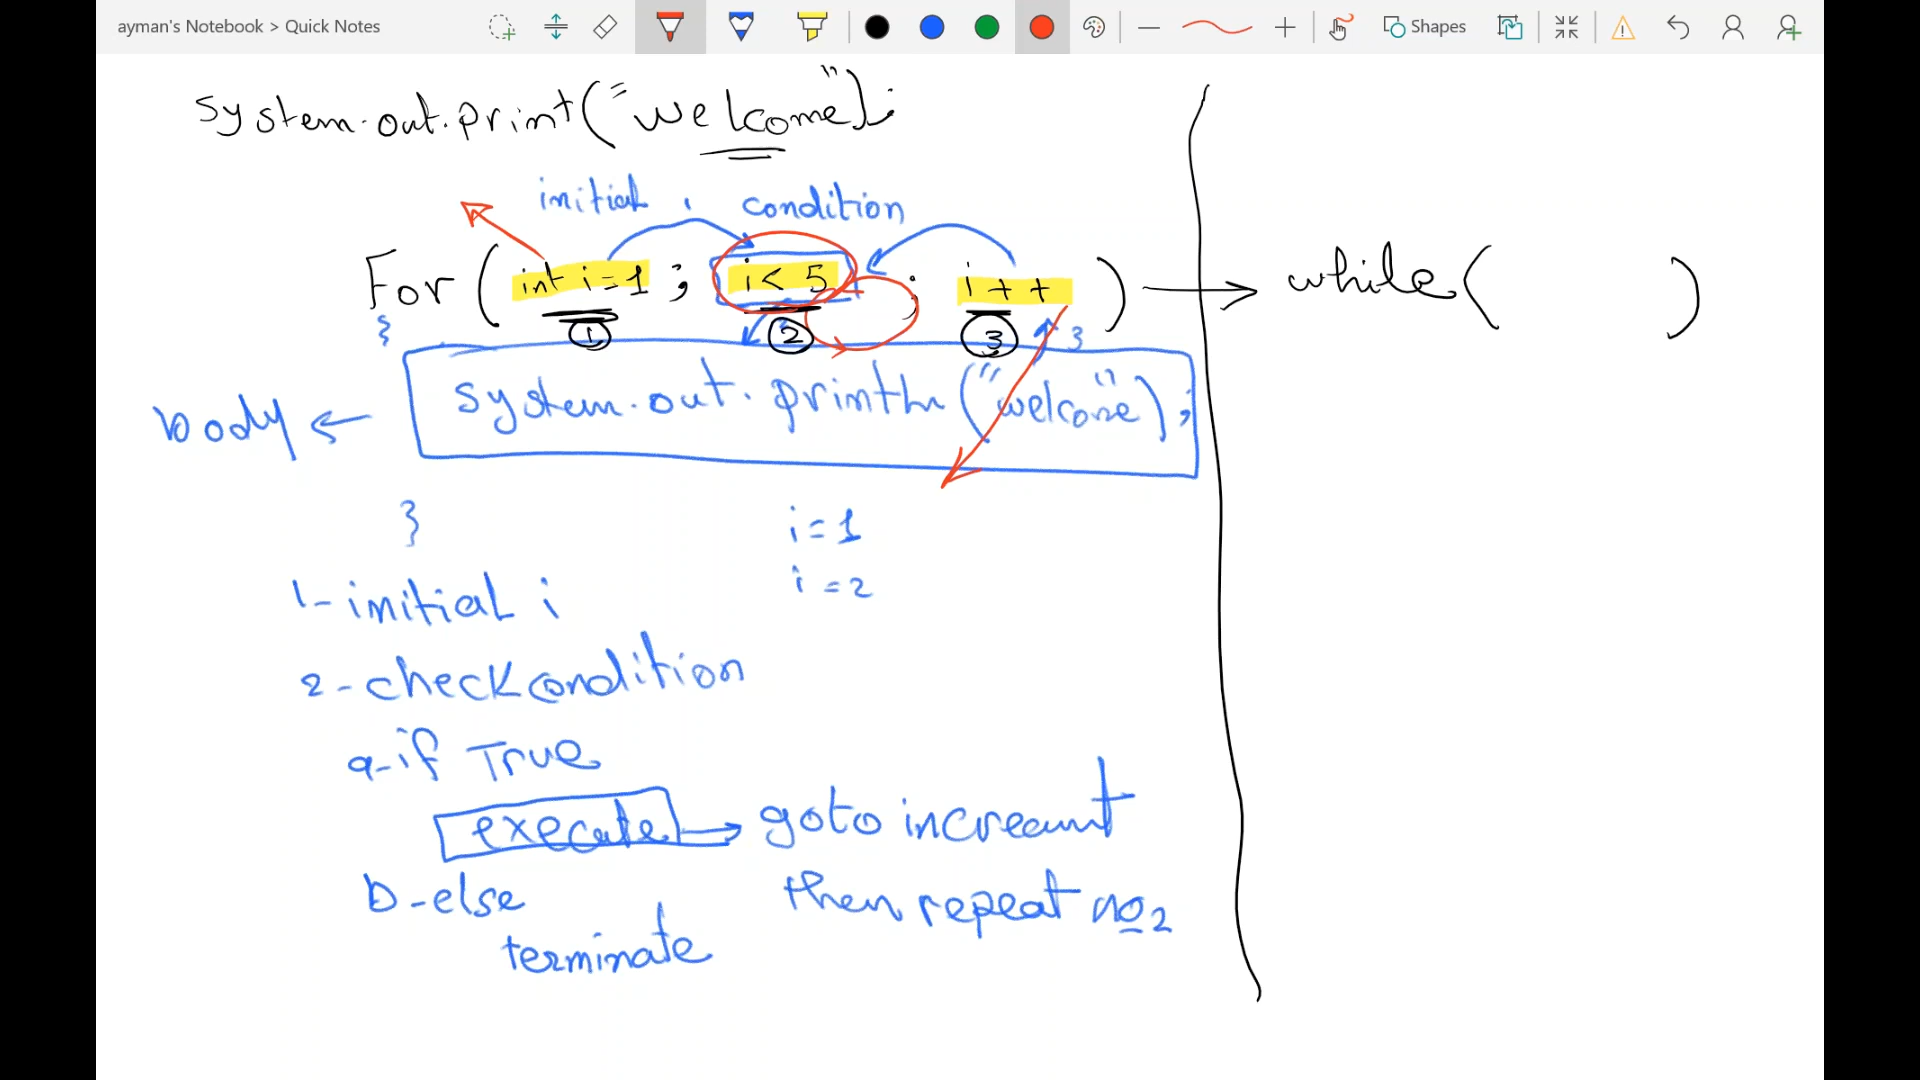 ayman's Notebook > Quick Notes
Shapes
system.out.print("welcome");
initial, condition
For (int i=1; i<5; i++) → while( )
1 2 3 3
{
body ← system.out.println("welcome");
}
i=1
i=2
1-initial i
2-check condition
a-if True
execute → goto increamnt
b-else then repeat no2
terminate